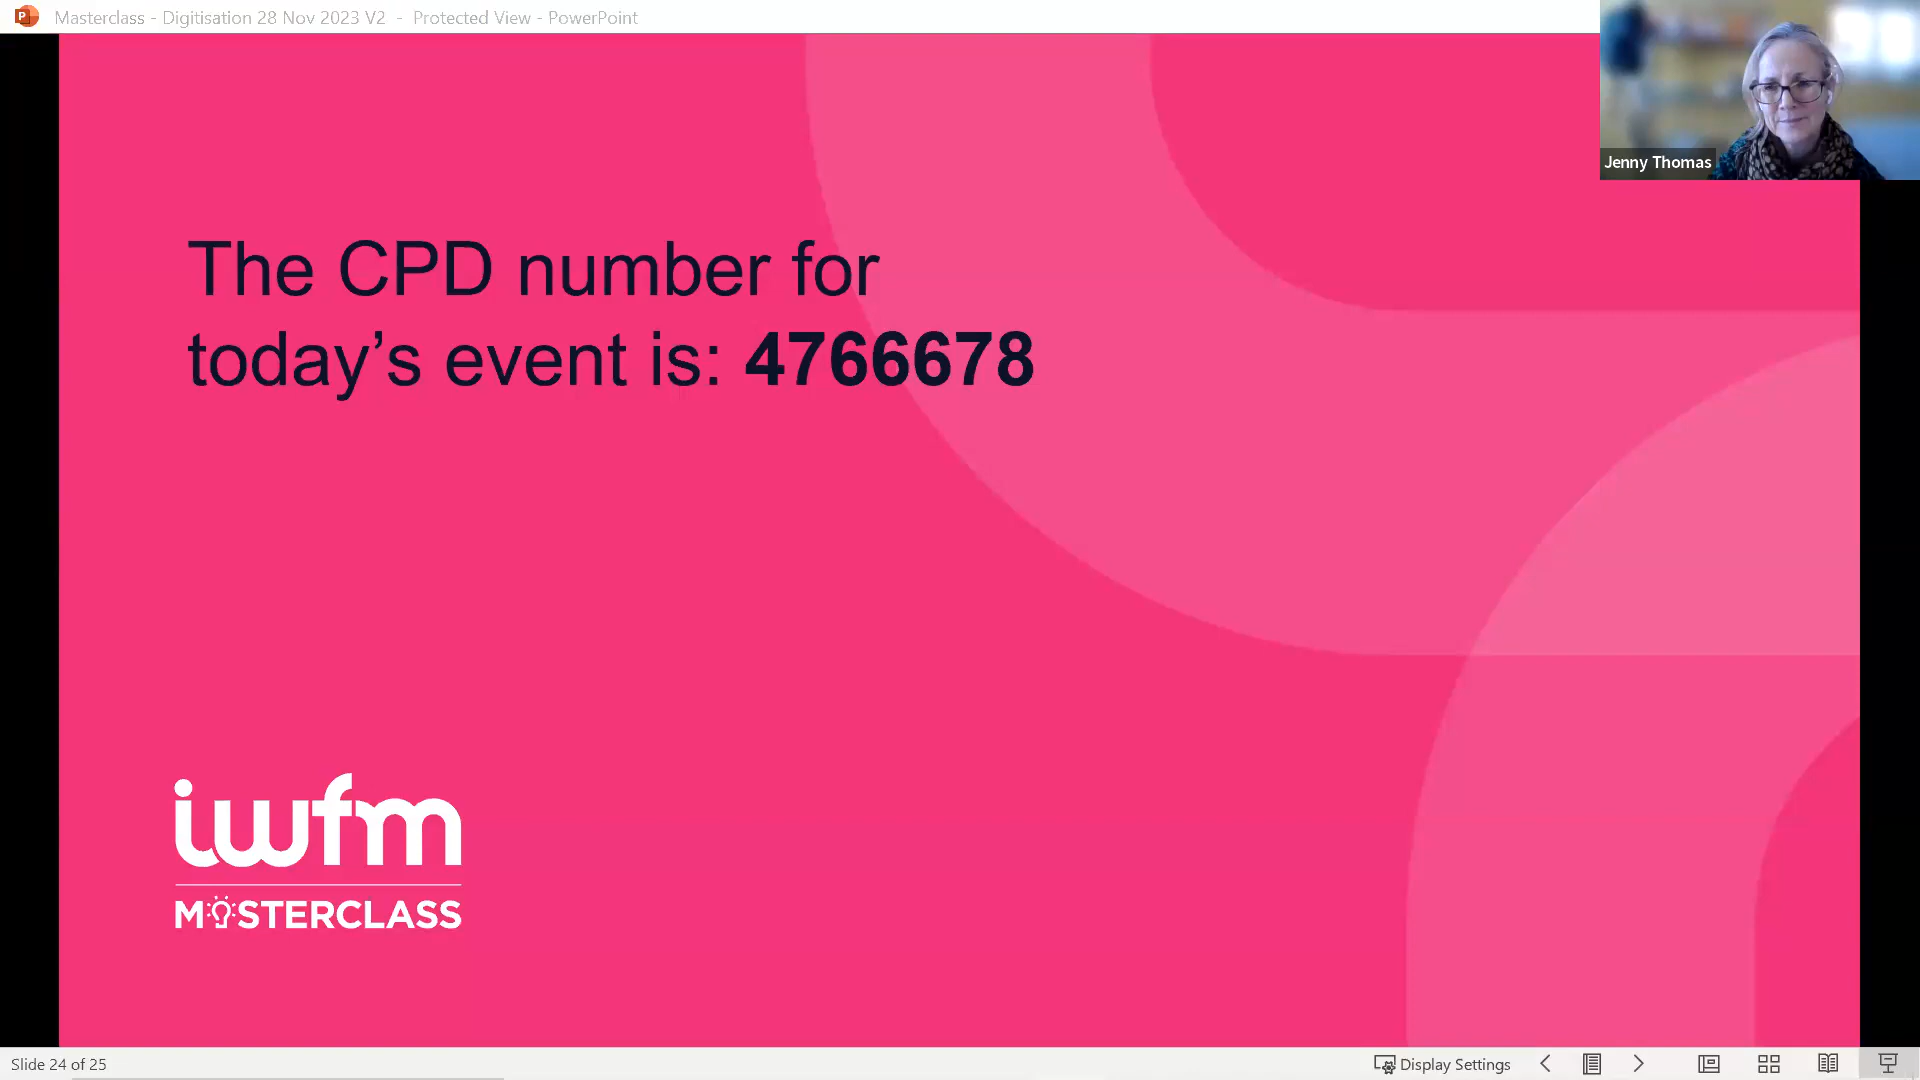 Masterclass - Digitisation 28 Nov 2023 V2 - Protected View - PowerPoint
Jenny Thomas
The CPD number for
today’s event is: 4766678
iwfm
MASTERCLASS
Slide 24 of 25
Display Settings